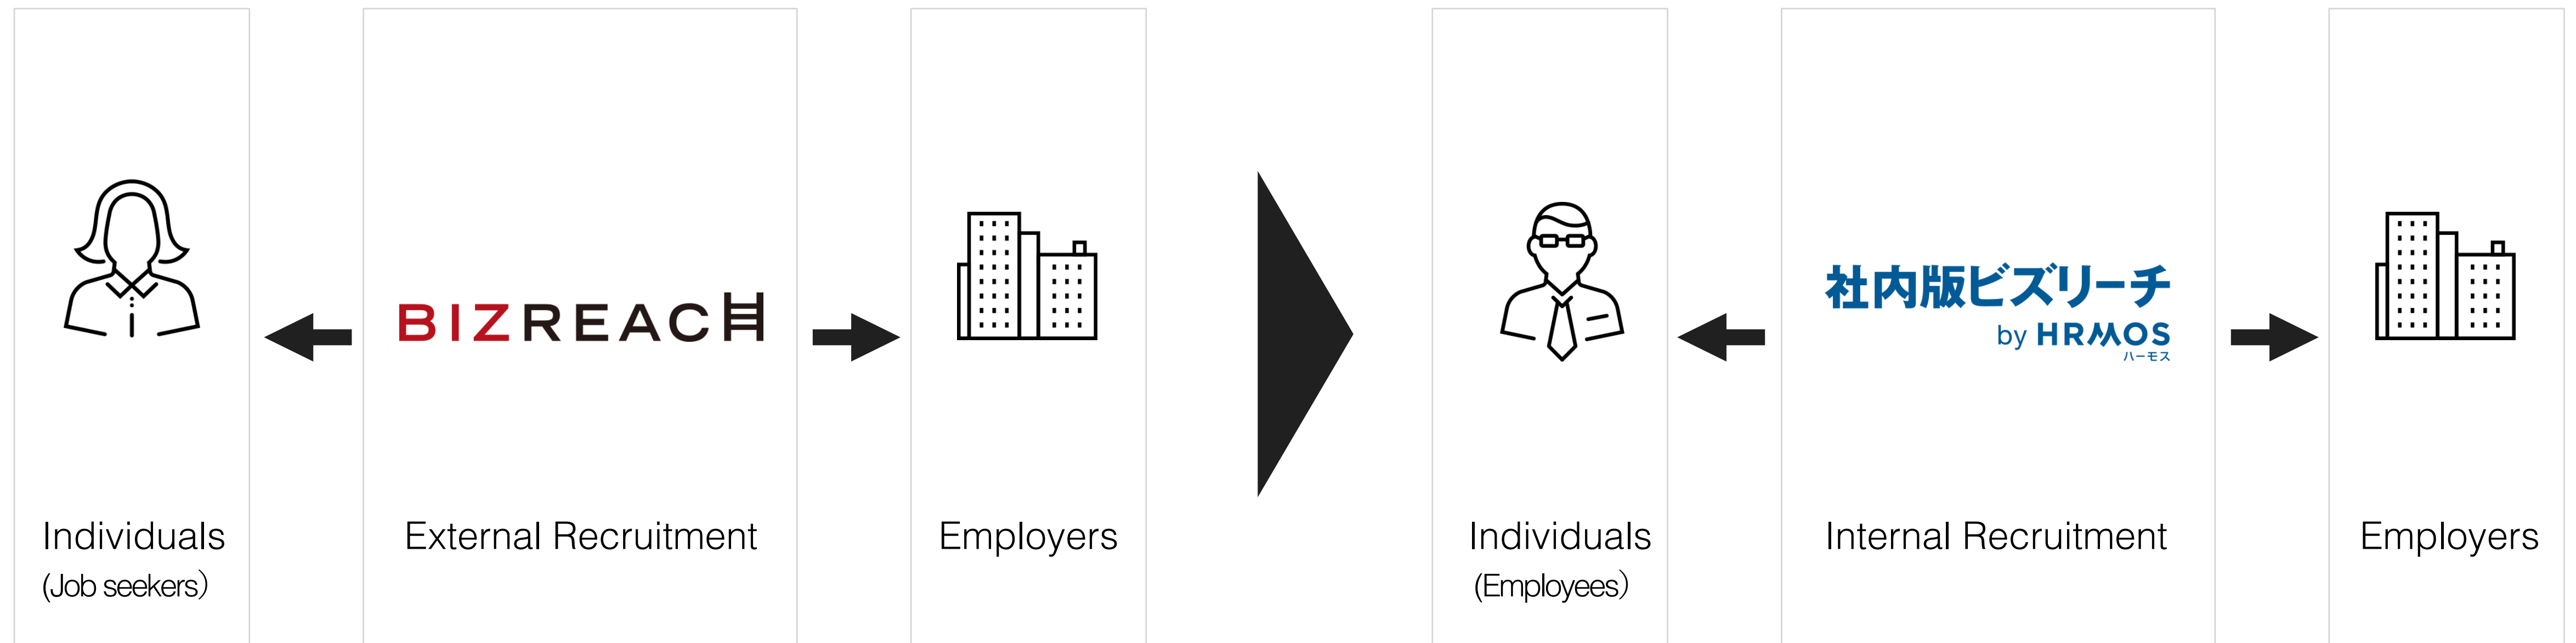 BIZREACH
社内版ビズリーチ
by HRMOS
ハーモス
Individuals
(Job seekers）
External Recruitment
Employers
Individuals
(Employees）
Internal Recruitment
Employers